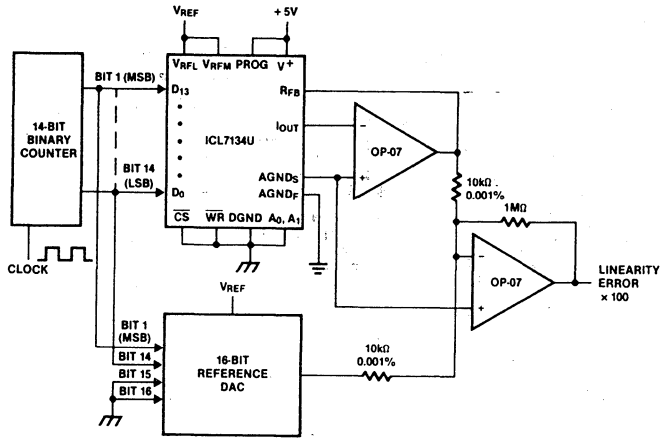 VREF
+5V
VRFL VRFM PROG V+
BIT 1 (MSB)
D13
RFB
14-BIT
BINARY
COUNTER
ICL7134U
IOUT
−
OP-07
+
BIT 14
(LSB)
D0
AGNDS
AGNDF
CS WR DGND A0, A1
10kΩ
0.001%
1MΩ
CLOCK
−
OP-07
+
LINEARITY
ERROR
× 100
VREF
BIT 1
(MSB)
BIT 14
BIT 15
BIT 16
16-BIT
REFERENCE
DAC
10kΩ
0.001%